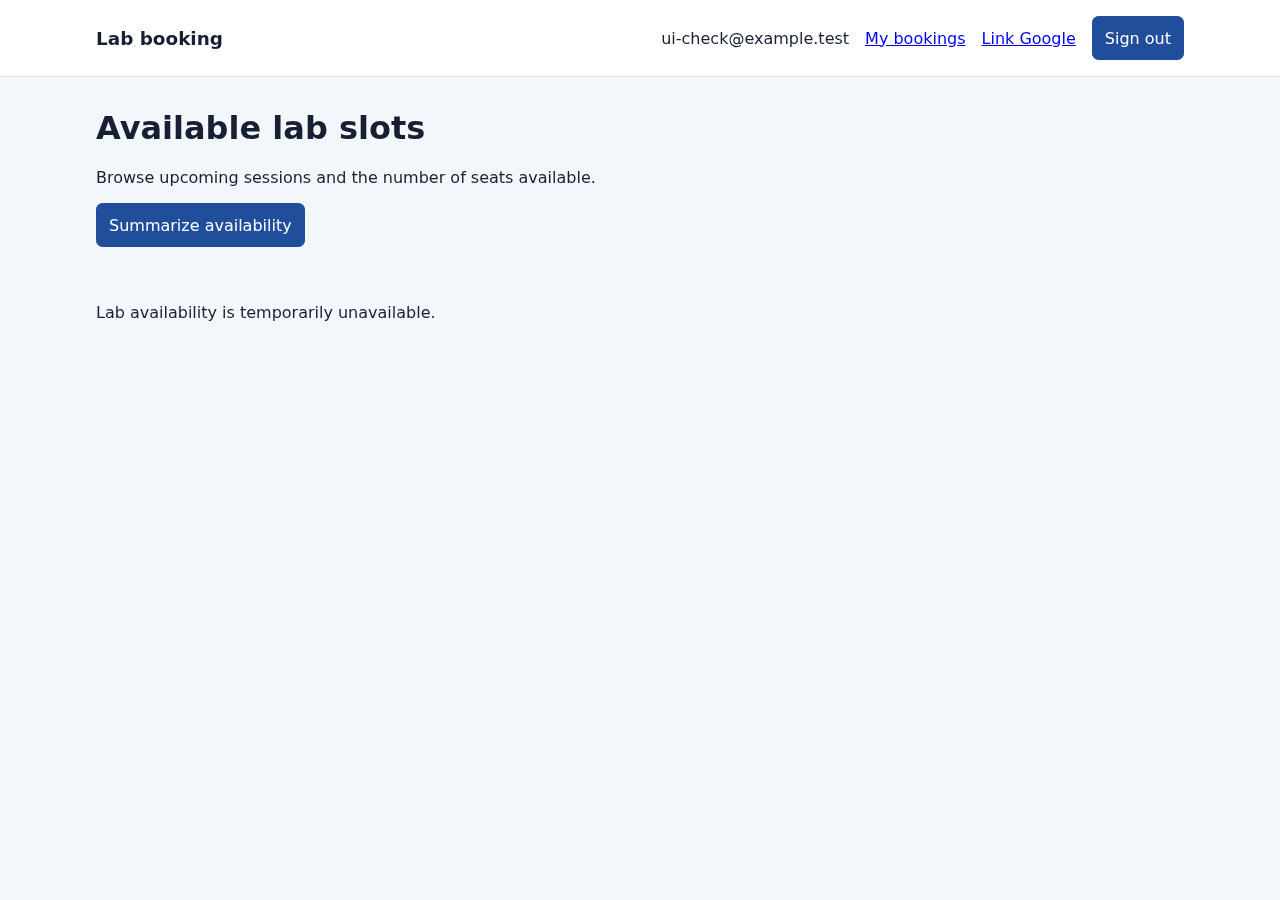 Lab booking
ui-check@example.test My bookings Link Google Sign out
Available lab slots
Browse upcoming sessions and the number of seats available.
Summarize availability
Lab availability is temporarily unavailable.